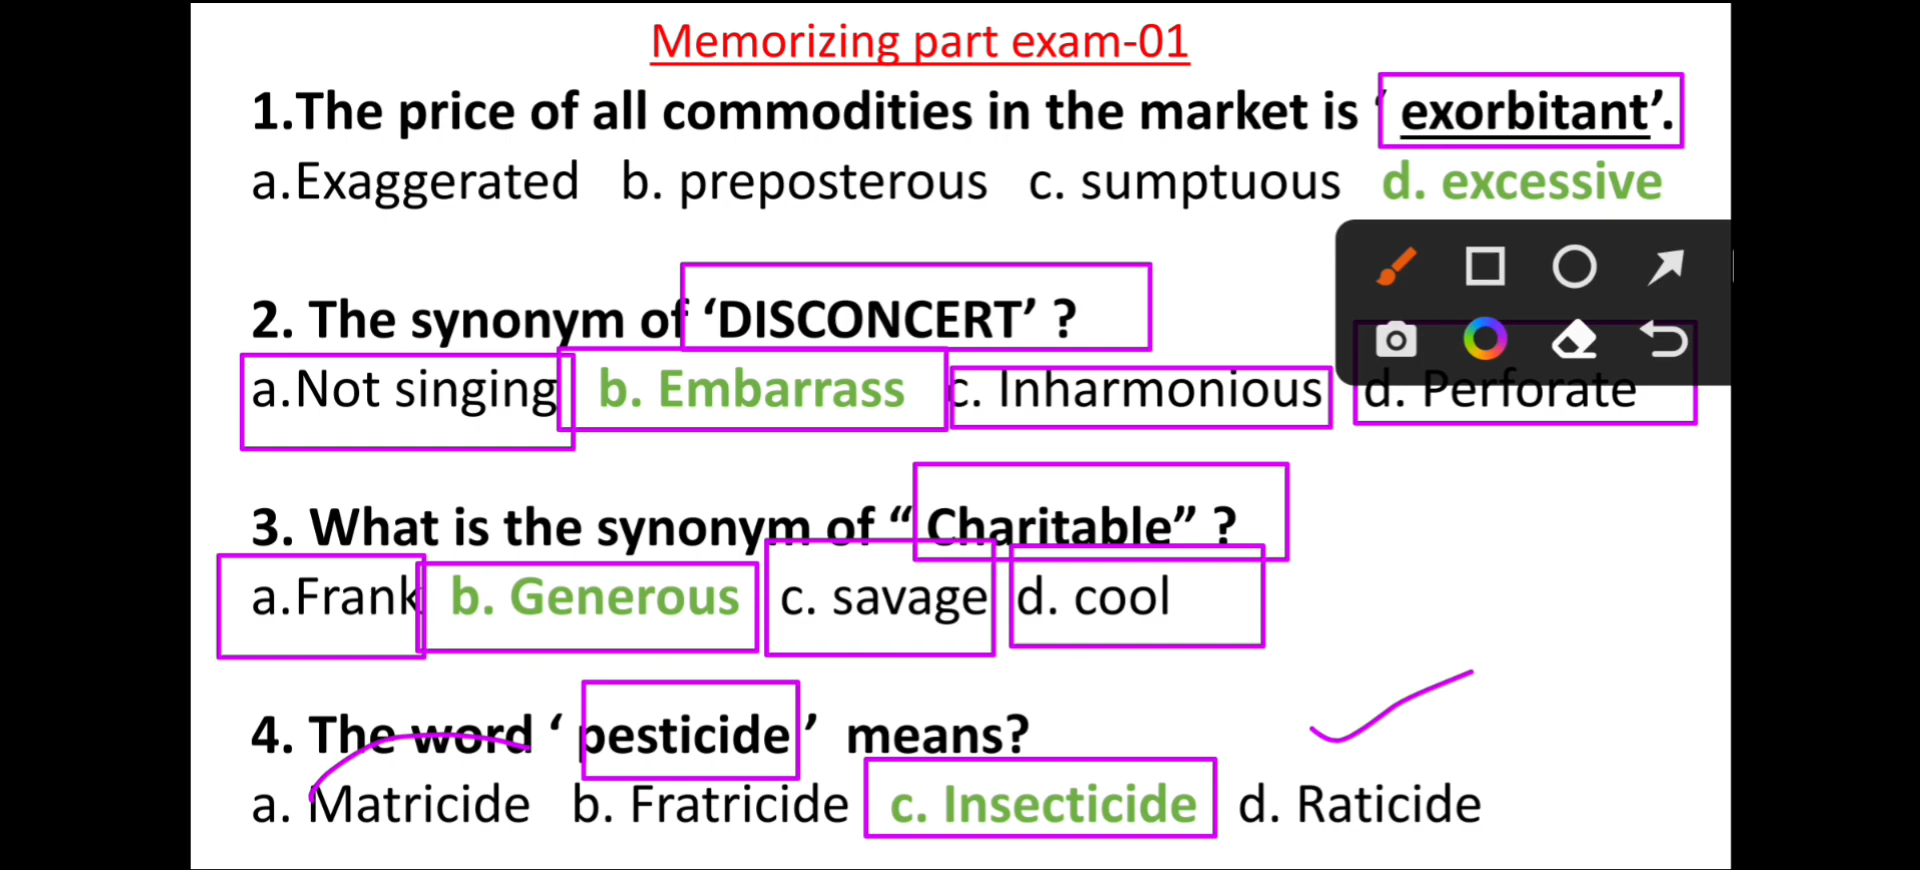 Memorizing part exam-01
1.The price of all commodities in the market is ‘ exorbitant’.
a.Exaggerated b. preposterous c. sumptuous d. excessive
2. The synonym of ‘DISCONCERT’ ?
a.Not singing b. Embarrass c. Inharmonious d. Perforate
3. What is the synonym of “ Charitable” ?
a.Frank b. Generous c. savage d. cool
4. The word ‘ pesticide ’ means?
a. Matricide b. Fratricide c. Insecticide d. Raticide